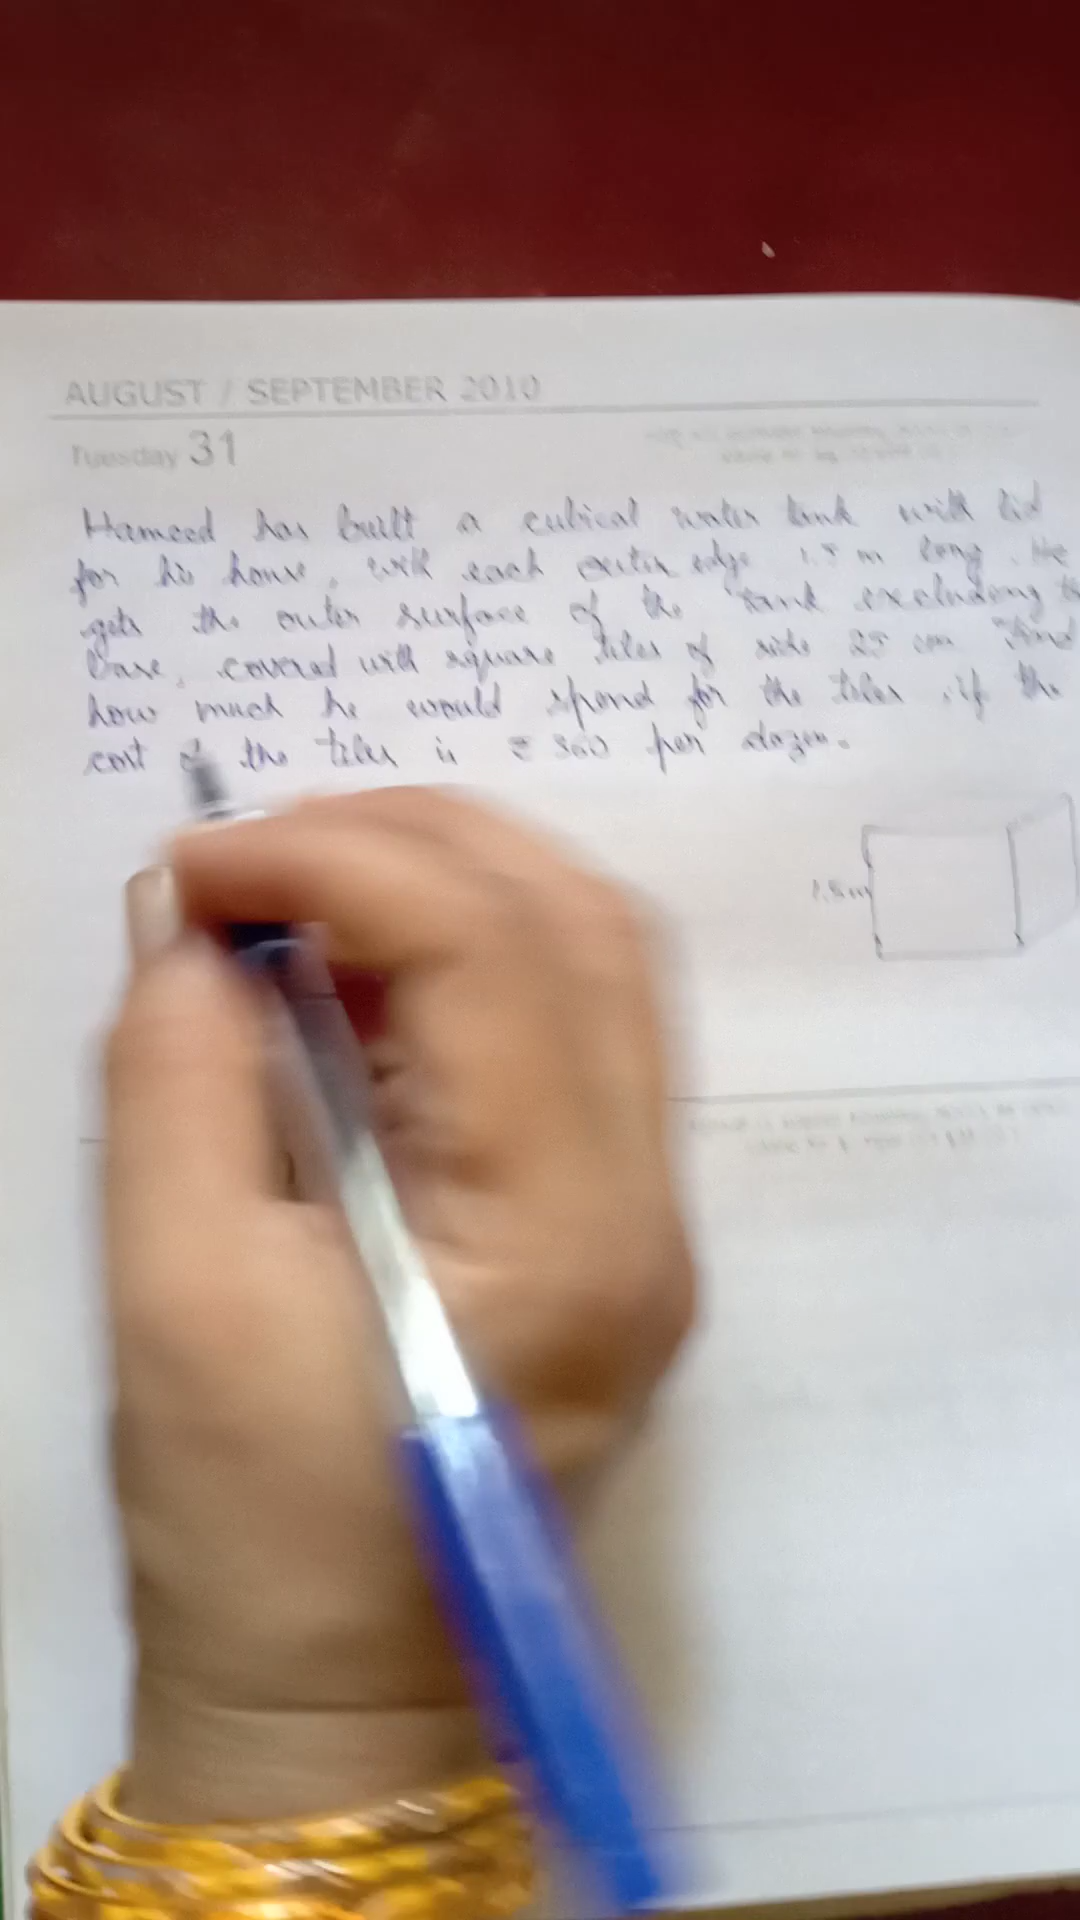 AUGUST / SEPTEMBER 2010
Tuesday 31
Hameed has built a cubical water tank with lid
for his house, with each outer edge 1.5 m long. He
gets the outer surface of the tank excluding the
base, covered with square tiles of side 25 cm Find
how much he would spend for the tiles, if the
cost of the tiles is ₹ 360 per dozen.
1.5m